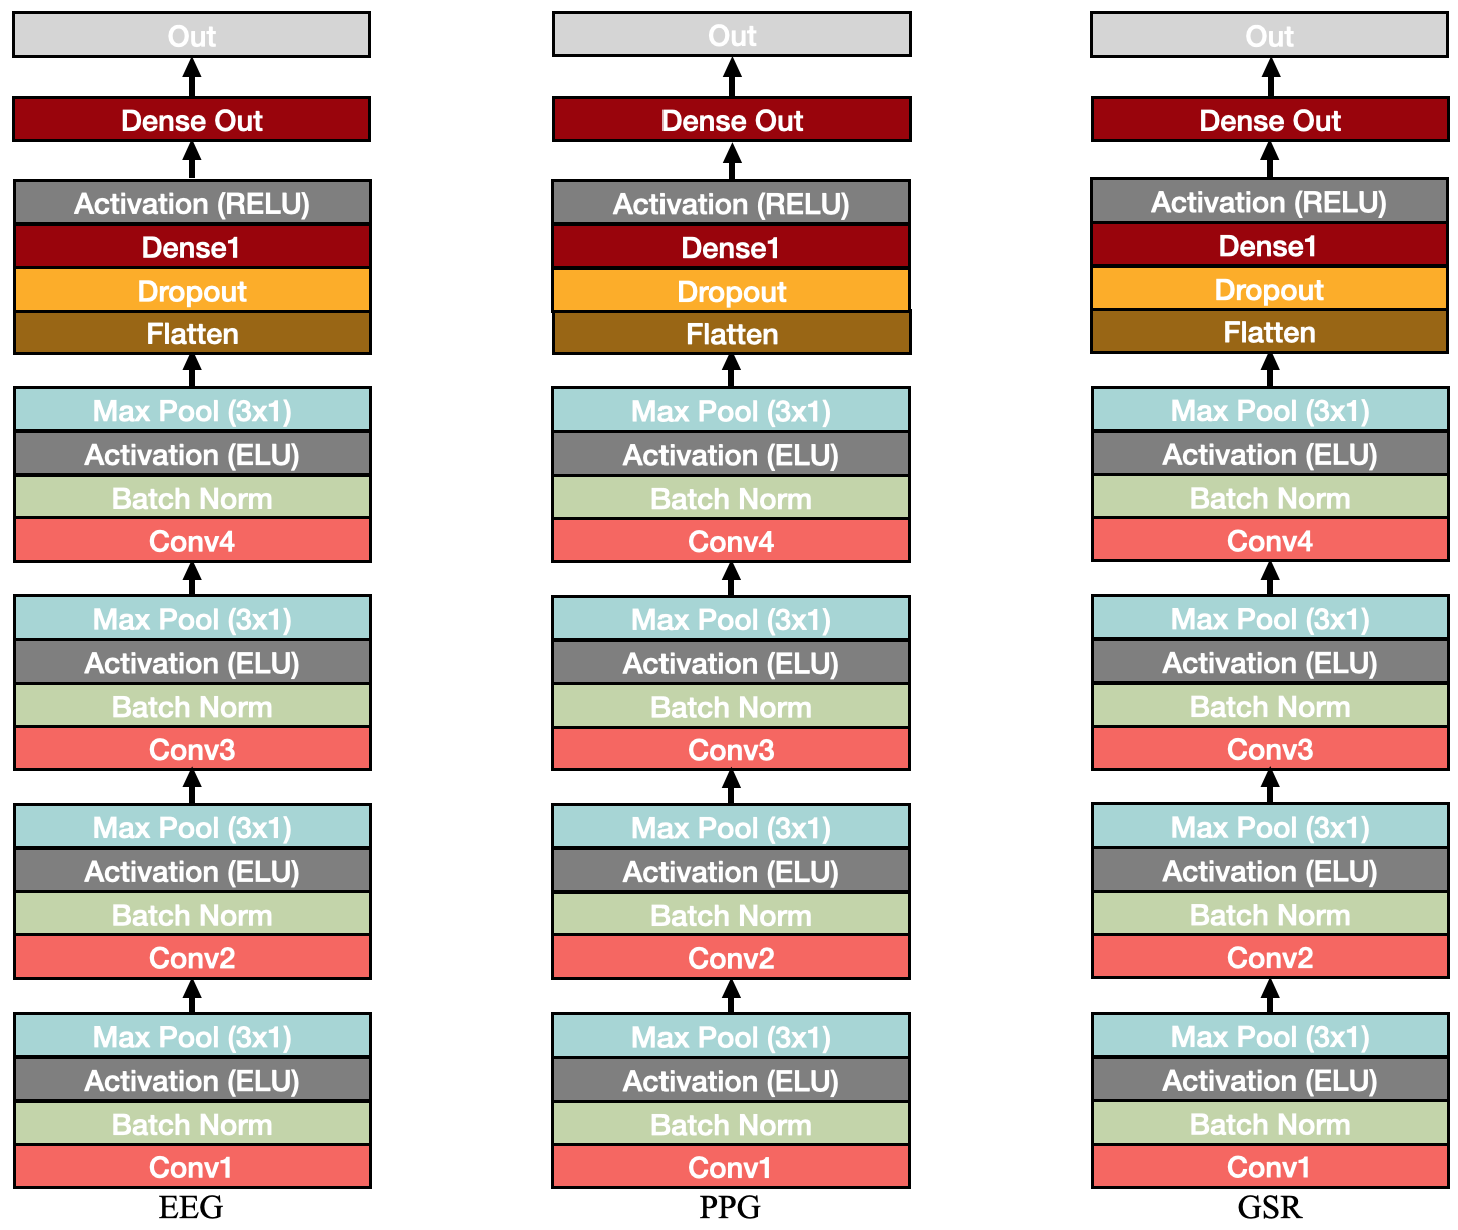 Out
Dense Out
Activation (RELU)
Dense1
Dropout
Flatten
Max Pool (3x1)
Activation (ELU)
Batch Norm
Conv4
Max Pool (3x1)
Activation (ELU)
Batch Norm
Conv3
Max Pool (3x1)
Activation (ELU)
Batch Norm
Conv2
Max Pool (3x1)
Activation (ELU)
Batch Norm
Conv1
EEG
Out
Dense Out
Activation (RELU)
Dense1
Dropout
Flatten
Max Pool (3x1)
Activation (ELU)
Batch Norm
Conv4
Max Pool (3x1)
Activation (ELU)
Batch Norm
Conv3
Max Pool (3x1)
Activation (ELU)
Batch Norm
Conv2
Max Pool (3x1)
Activation (ELU)
Batch Norm
Conv1
PPG
Out
Dense Out
Activation (RELU)
Dense1
Dropout
Flatten
Max Pool (3x1)
Activation (ELU)
Batch Norm
Conv4
Max Pool (3x1)
Activation (ELU)
Batch Norm
Conv3
Max Pool (3x1)
Activation (ELU)
Batch Norm
Conv2
Max Pool (3x1)
Activation (ELU)
Batch Norm
Conv1
GSR